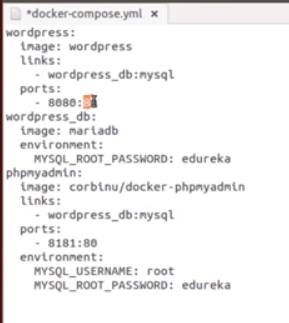 *docker-compose.yml ×
wordpress:
image: wordpress
links:
- wordpress_db:mysql
ports:
- 8080:
wordpress_db:
image: mariadb
environment:
MYSQL_ROOT_PASSWORD: edureka
phpmyadmin:
image: corbinu/docker-phpmyadmin
links:
- wordpress_db:mysql
ports:
- 8181:80
environment:
MYSQL_USERNAME: root
MYSQL_ROOT_PASSWORD: edureka